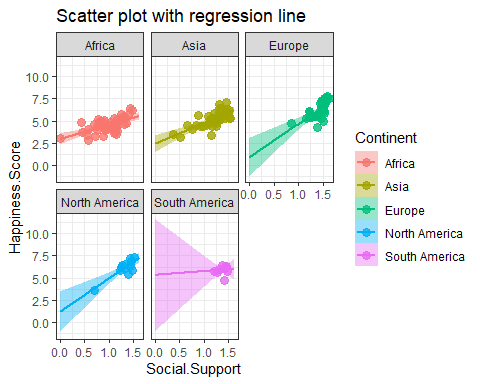 Scatter plot with regression line
Africa Asia Europe
10.0
7.5
5.0
2.5
0.0
0.0 0.5 1.0 1.5
North America South America
10.0
7.5
5.0
2.5
0.0
0.0 0.5 1.0 1.5 0.0 0.5 1.0 1.5
Social.Support
Happiness.Score
Continent
Africa
Asia
Europe
North America
South America